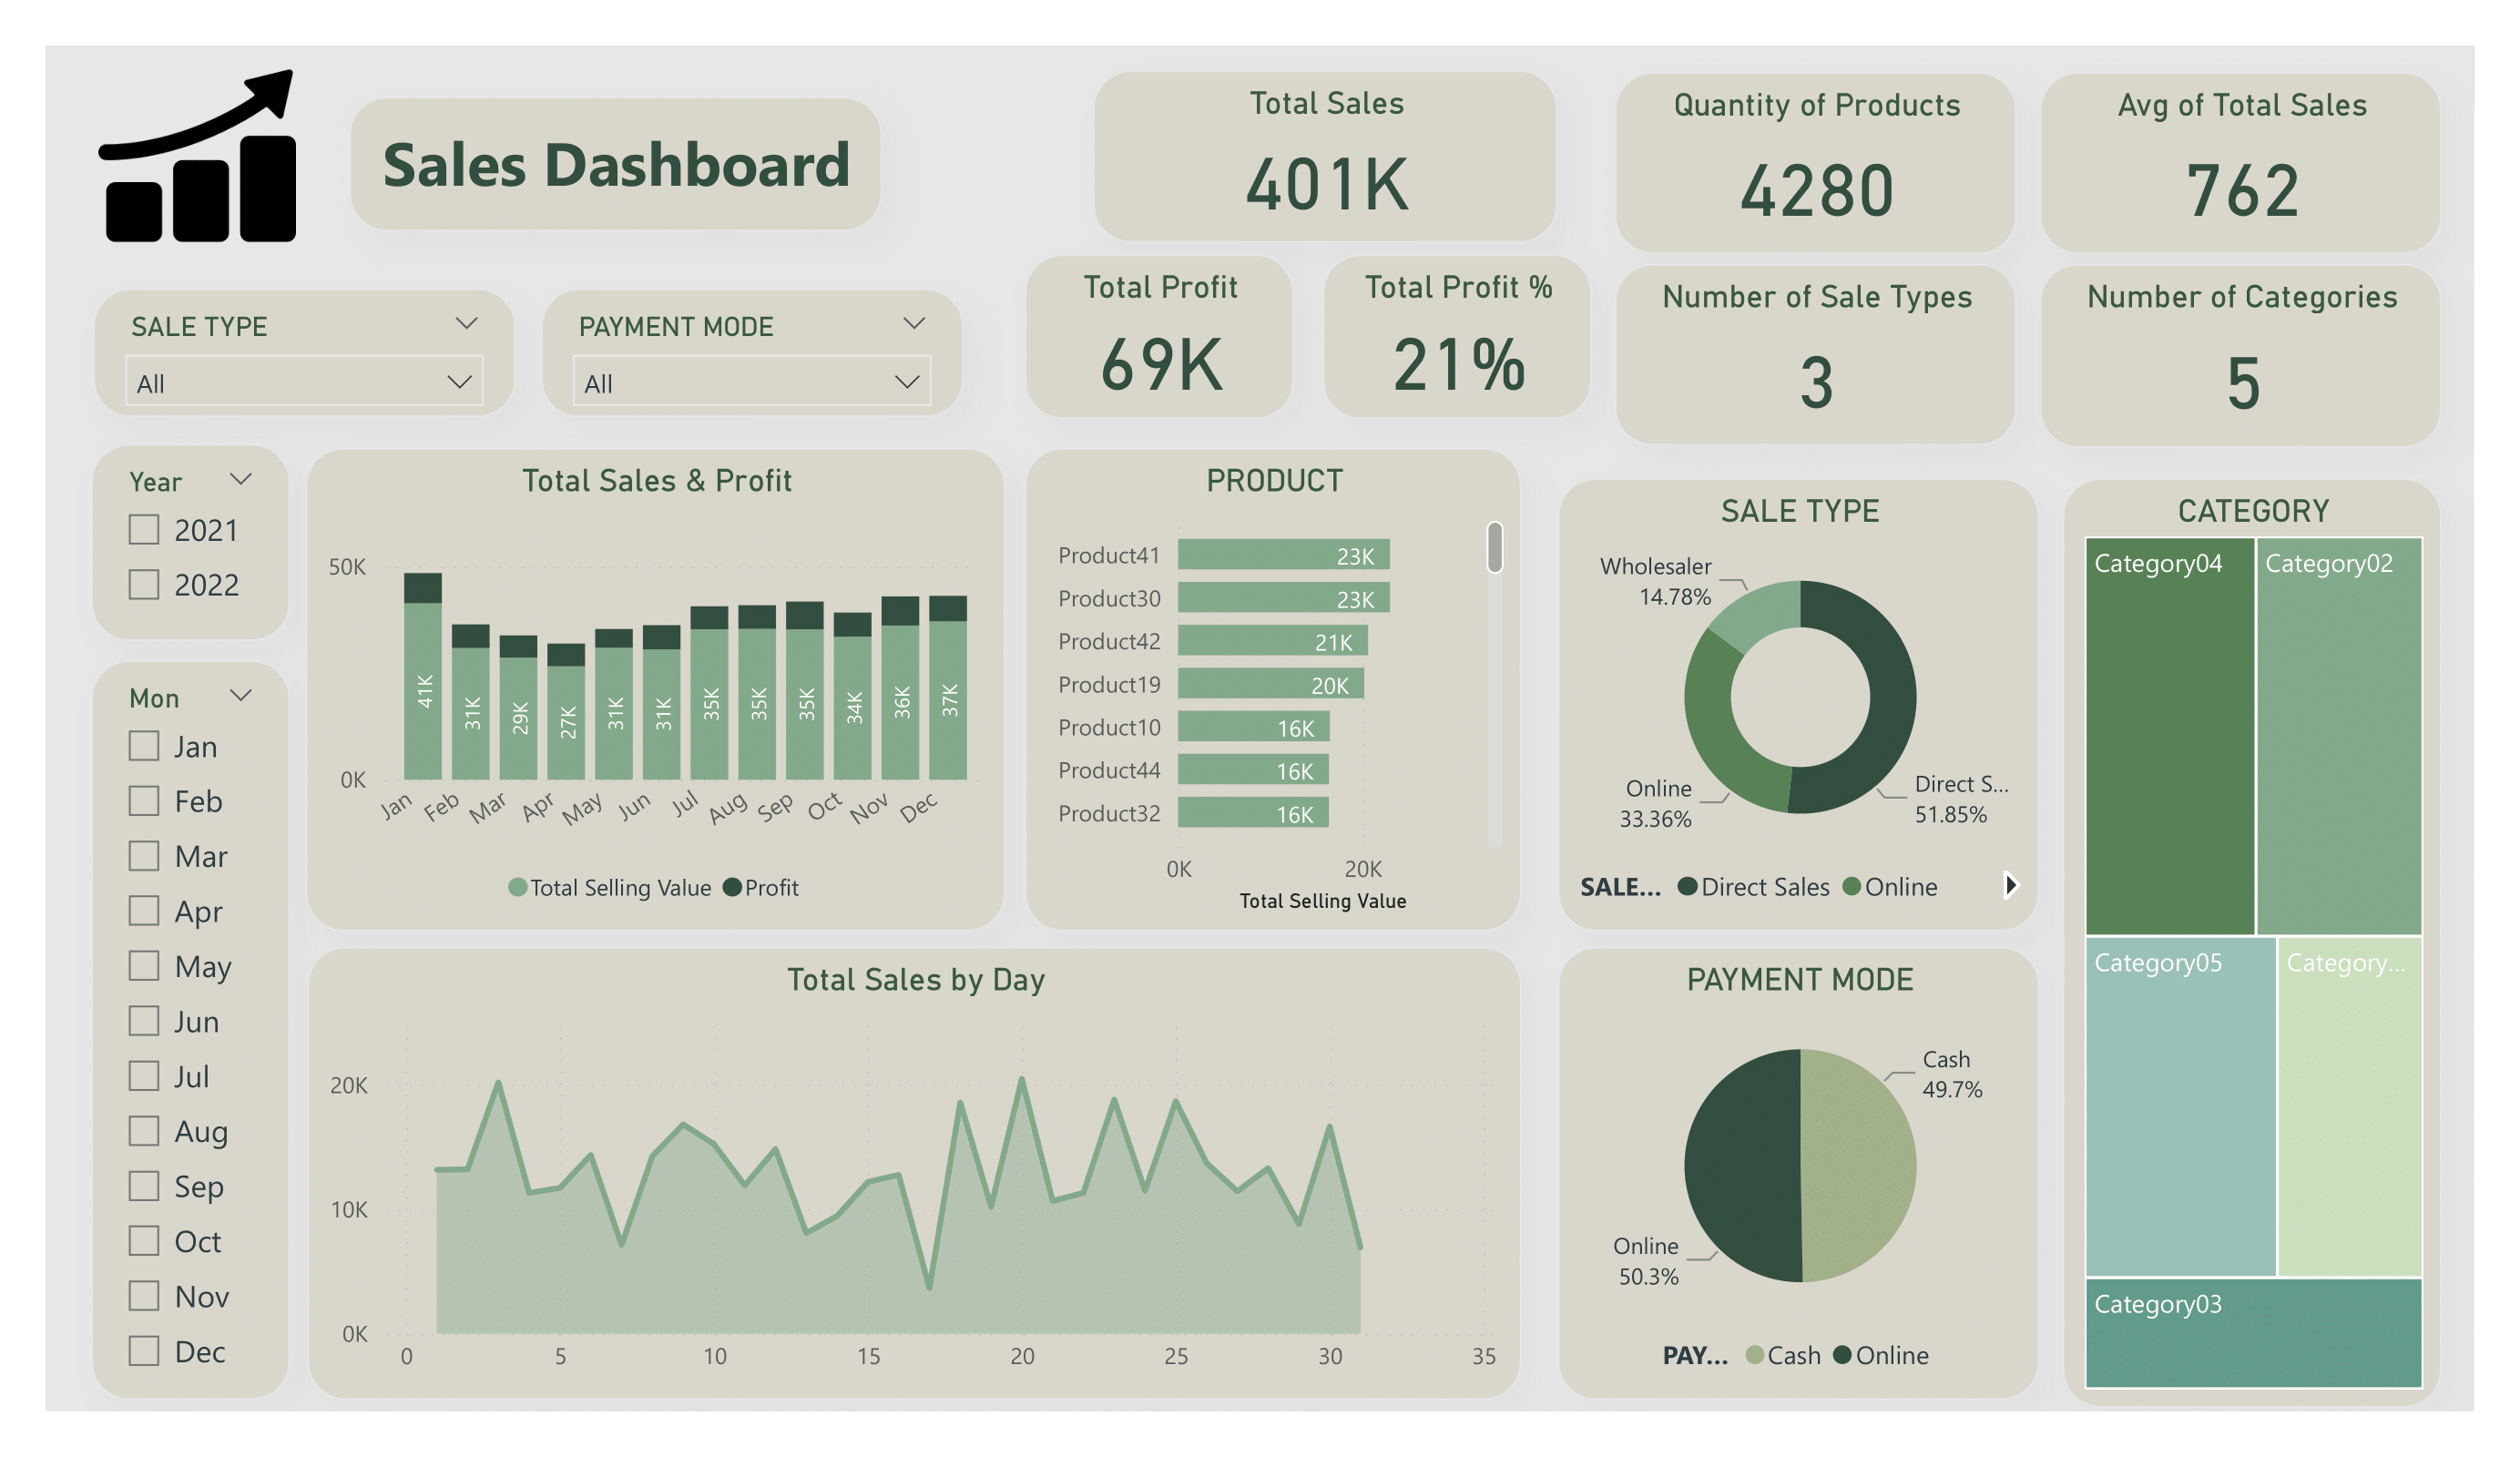 Sales Dashboard
Total Sales
401K
Quantity of Products
4280
Avg of Total Sales
762
SALE TYPE
All
PAYMENT MODE
All
Total Profit
69K
Total Profit %
21%
Number of Sale Types
3
Number of Categories
5
Year
2021
2022
Mon
Jan
Feb
Mar
Apr
May
Jun
Jul
Aug
Sep
Oct
Nov
Dec
Total Sales & Profit
50K
0K
41K
31K
29K
27K
31K
31K
35K
35K
35K
34K
36K
37K
Jan
Feb
Mar
Apr
May
Jun
Jul
Aug
Sep
Oct
Nov
Dec
Total Selling Value
Profit
PRODUCT
Product41 23K
Product30 23K
Product42 21K
Product19 20K
Product10 16K
Product44 16K
Product32 16K
0K 20K
Total Selling Value
SALE TYPE
Wholesaler
14.78%
Online
33.36%
Direct S...
51.85%
SALE... Direct Sales Online
CATEGORY
Category04
Category02
Category05
Category...
Category03
Total Sales by Day
20K
10K
0K
0 5 10 15 20 25 30 35
PAYMENT MODE
Cash
49.7%
Online
50.3%
PAY... Cash Online